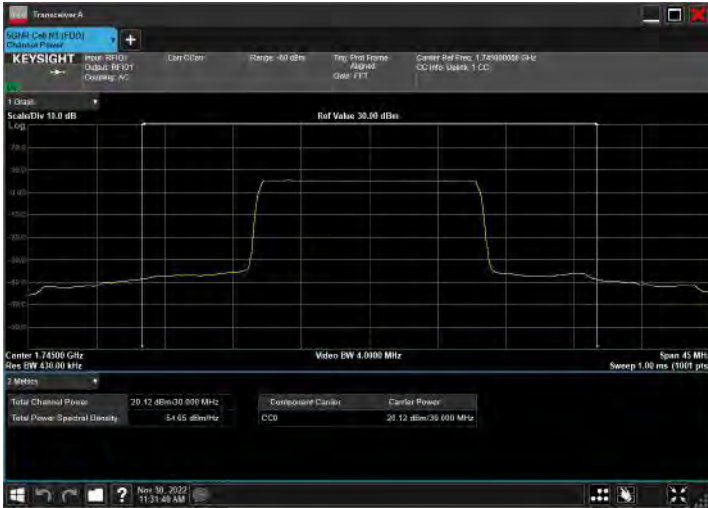 Transceiver A
5GNR-Cell N3 (FDD)
Channel Power
+
KEYSIGHT
Input: RFIO1
Output: RFIO1
Coupling: AC
Corr CCorr
Range: -60 dBm
Trig: Prot Frame
Aligned
Gate: FFT
Carrier Ref Freq: 1.745000000 GHz
CC Info: Uplink, 1 CC
1 Graph
Scale/Div 10.0 dB
Ref Value 30.00 dBm
Log
Center 1.74500 GHz
Video BW 4.0000 MHz
Span 45 MHz
Res BW 430.00 kHz
Sweep 1.00 ms (1001 pts
2 Metrics
Total Channel Power
20.12 dBm/30.000 MHz
Total Power Spectral Density
-54.65 dBm/Hz
Component Carrier
Carrier Power
CC0
20.12 dBm/30.000 MHz
?
Nov 30, 2022
11:31:49 AM